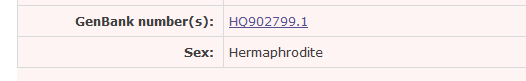 GenBank number(s): HQ902799.1
Sex: Hermaphrodite